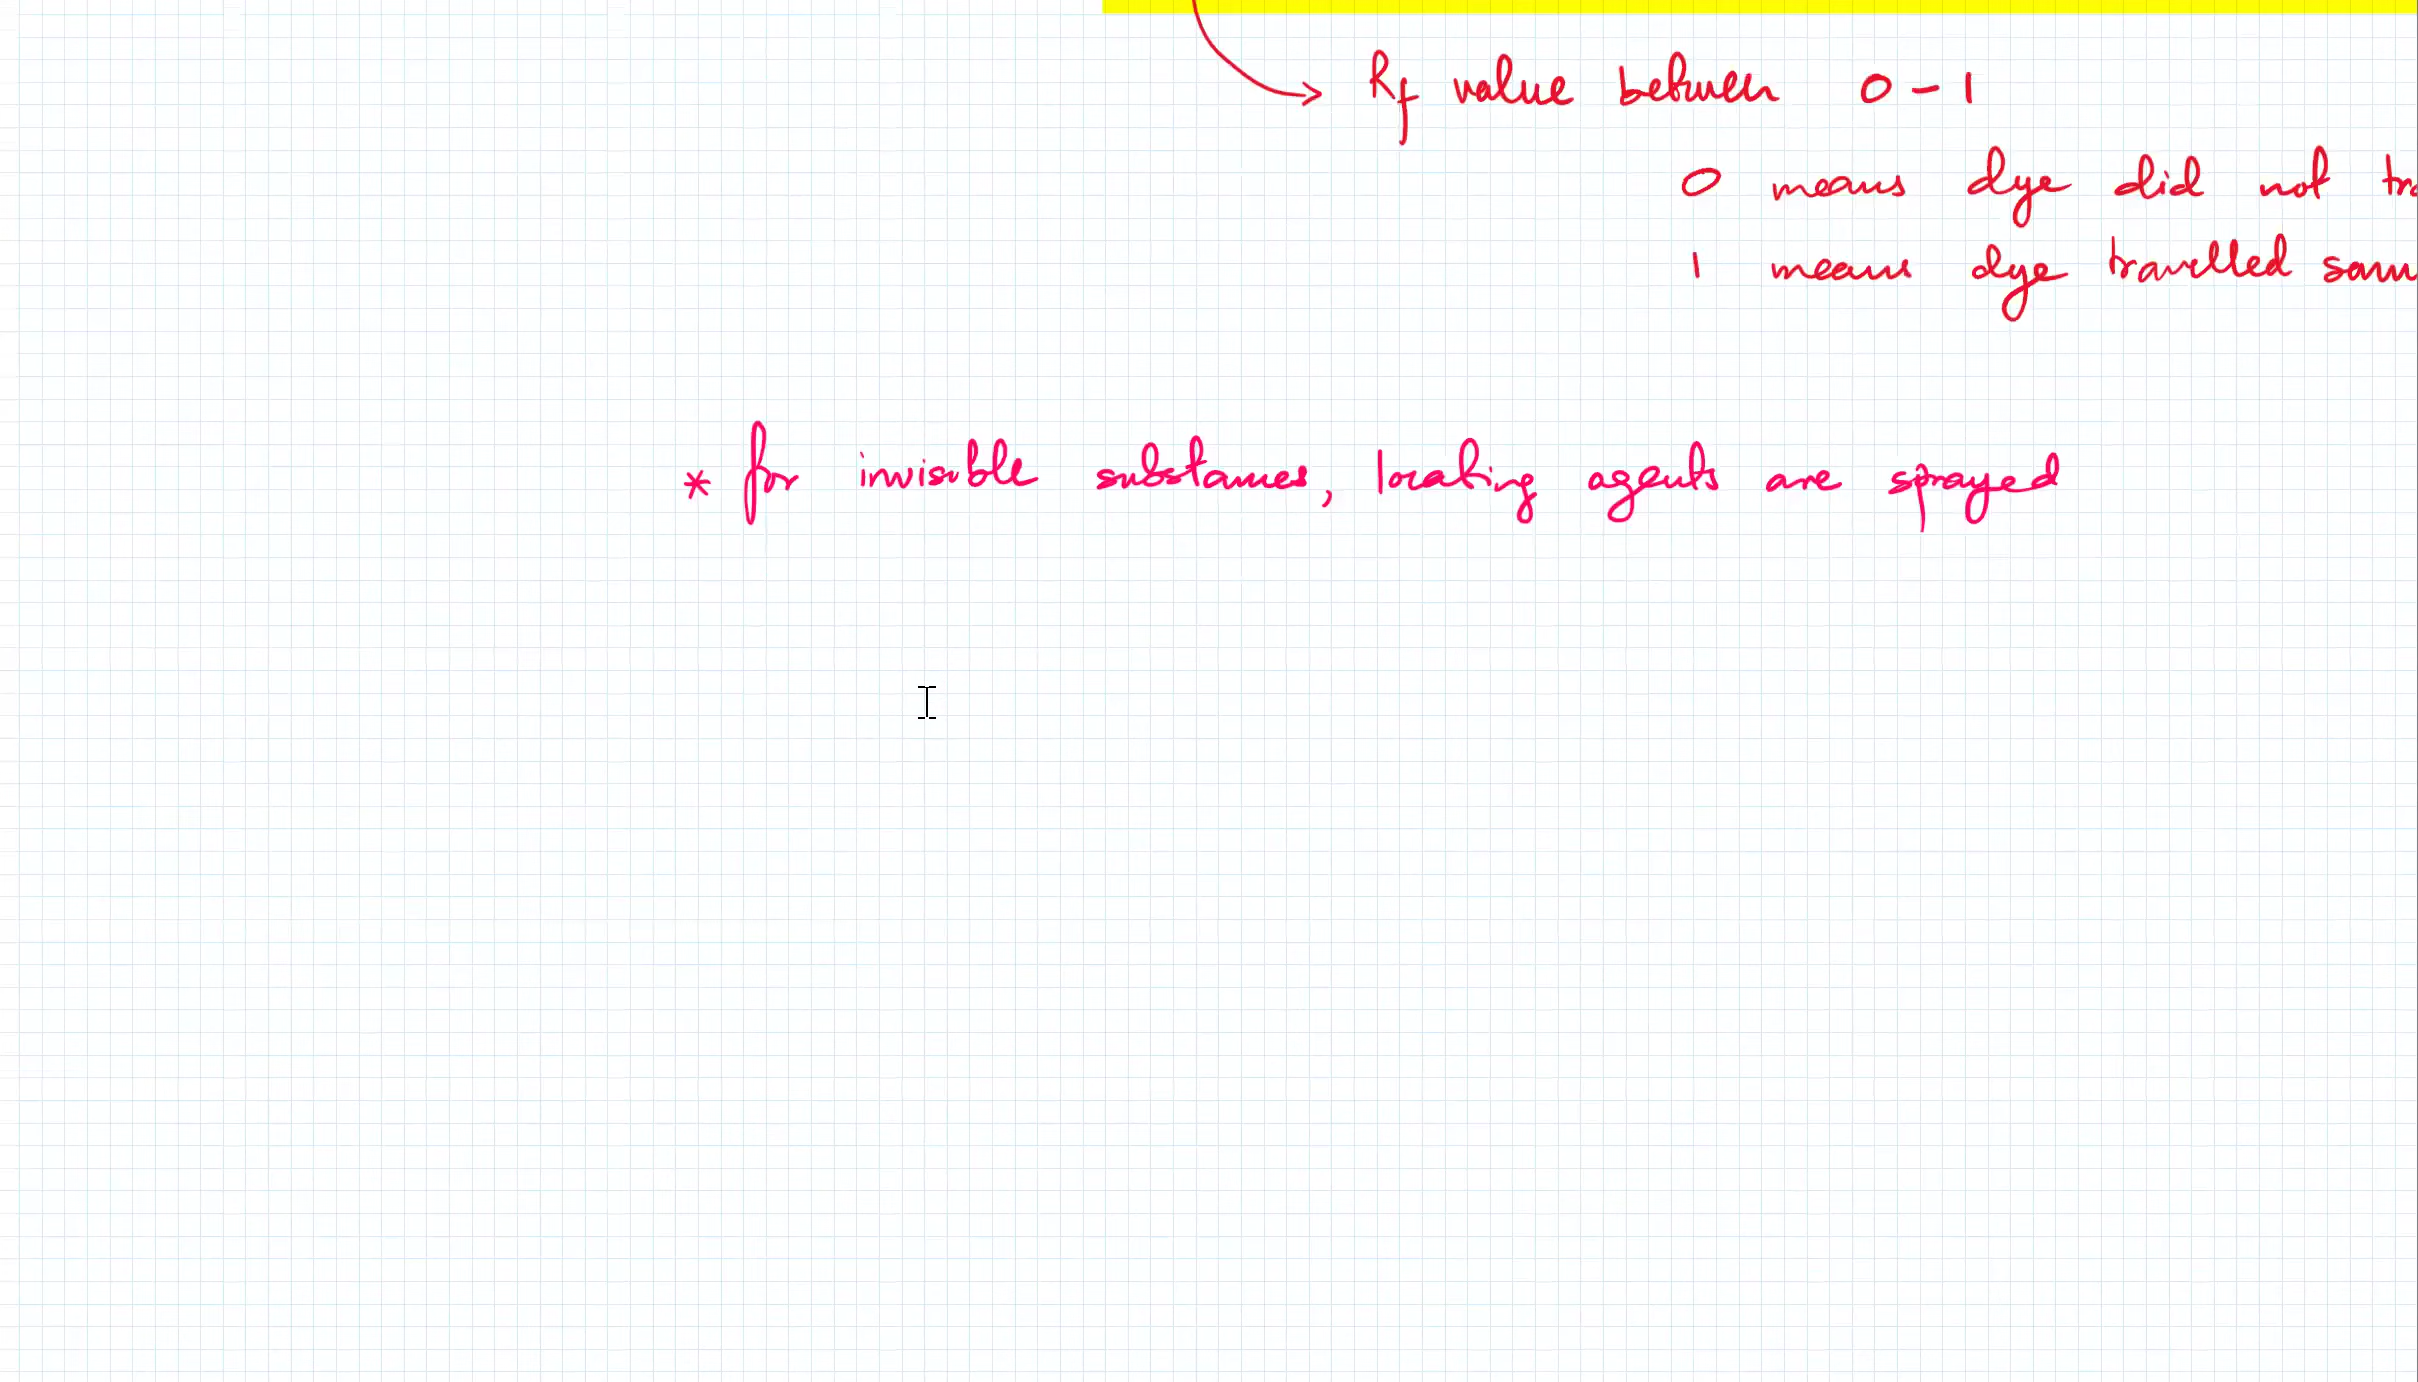 Rf value between 0 - 1
0 means dye did not
1 means dye travelled
* for invisible substances, locating agents are sprayed